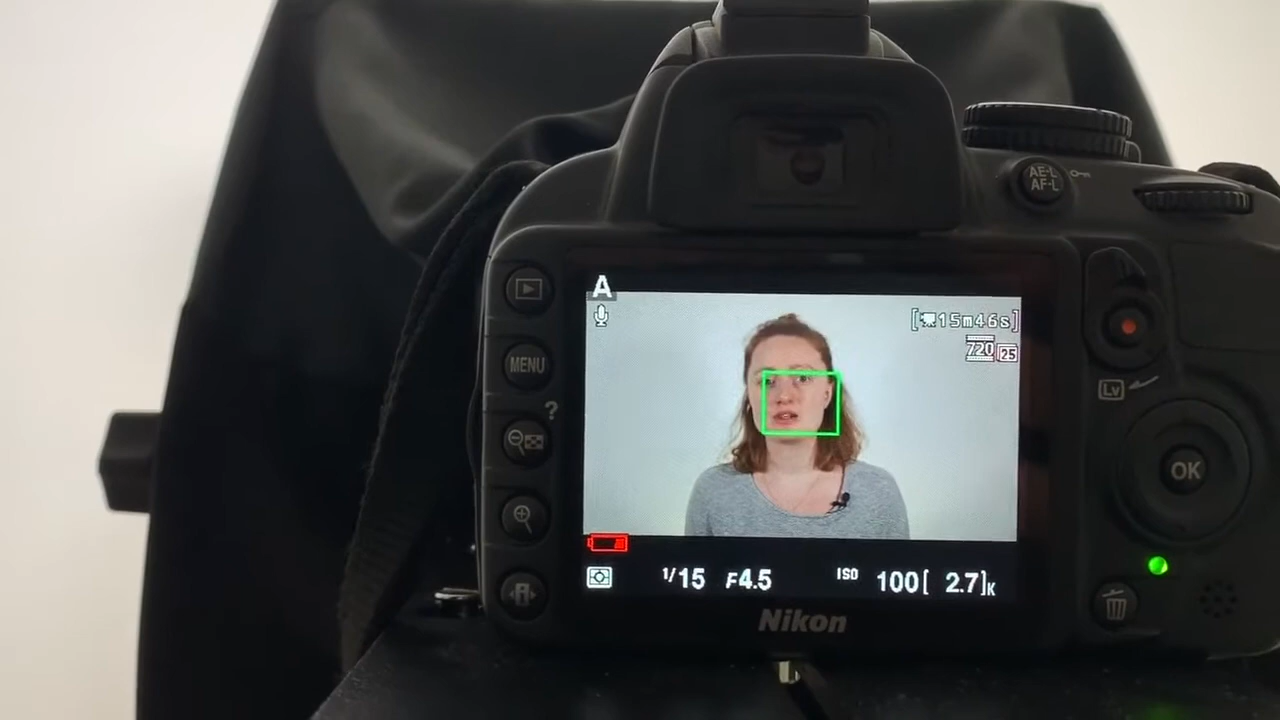 AE-L
AF-L
A
[15m46s]
720 25
MENU
?
Lv
OK
1/15 F4.5 ISO 100[ 2.7]K
Nikon